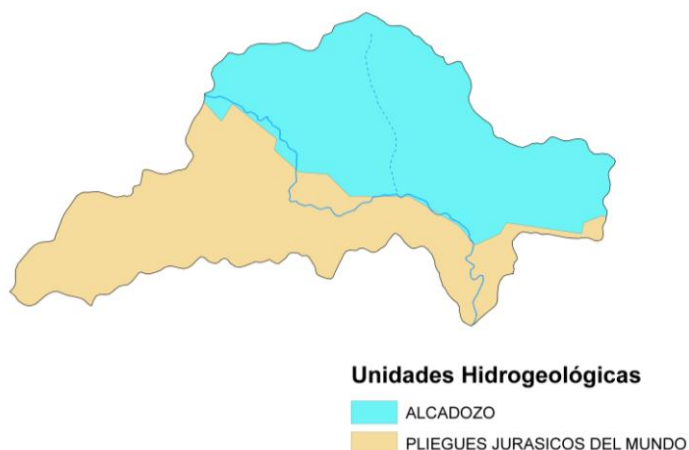 Unidades Hidrogeológicas
ALCADOZO
PLIEGUES JURASICOS DEL MUNDO